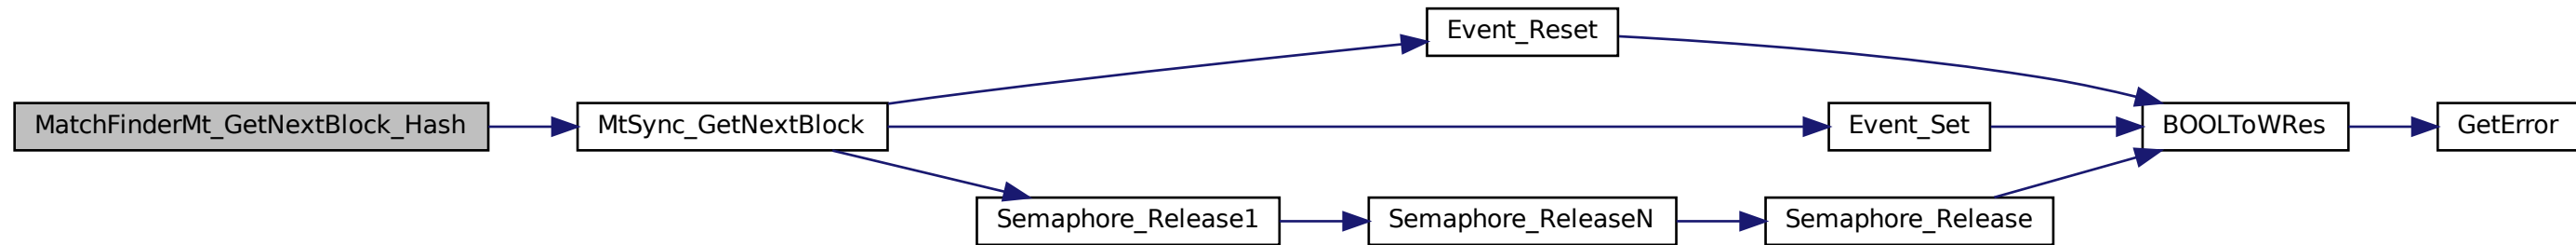 Event_Reset
MatchFinderMt_GetNextBlock_Hash
MtSync_GetNextBlock
Event_Set
BOOLToWRes
GetError
Semaphore_Release1
Semaphore_ReleaseN
Semaphore_Release